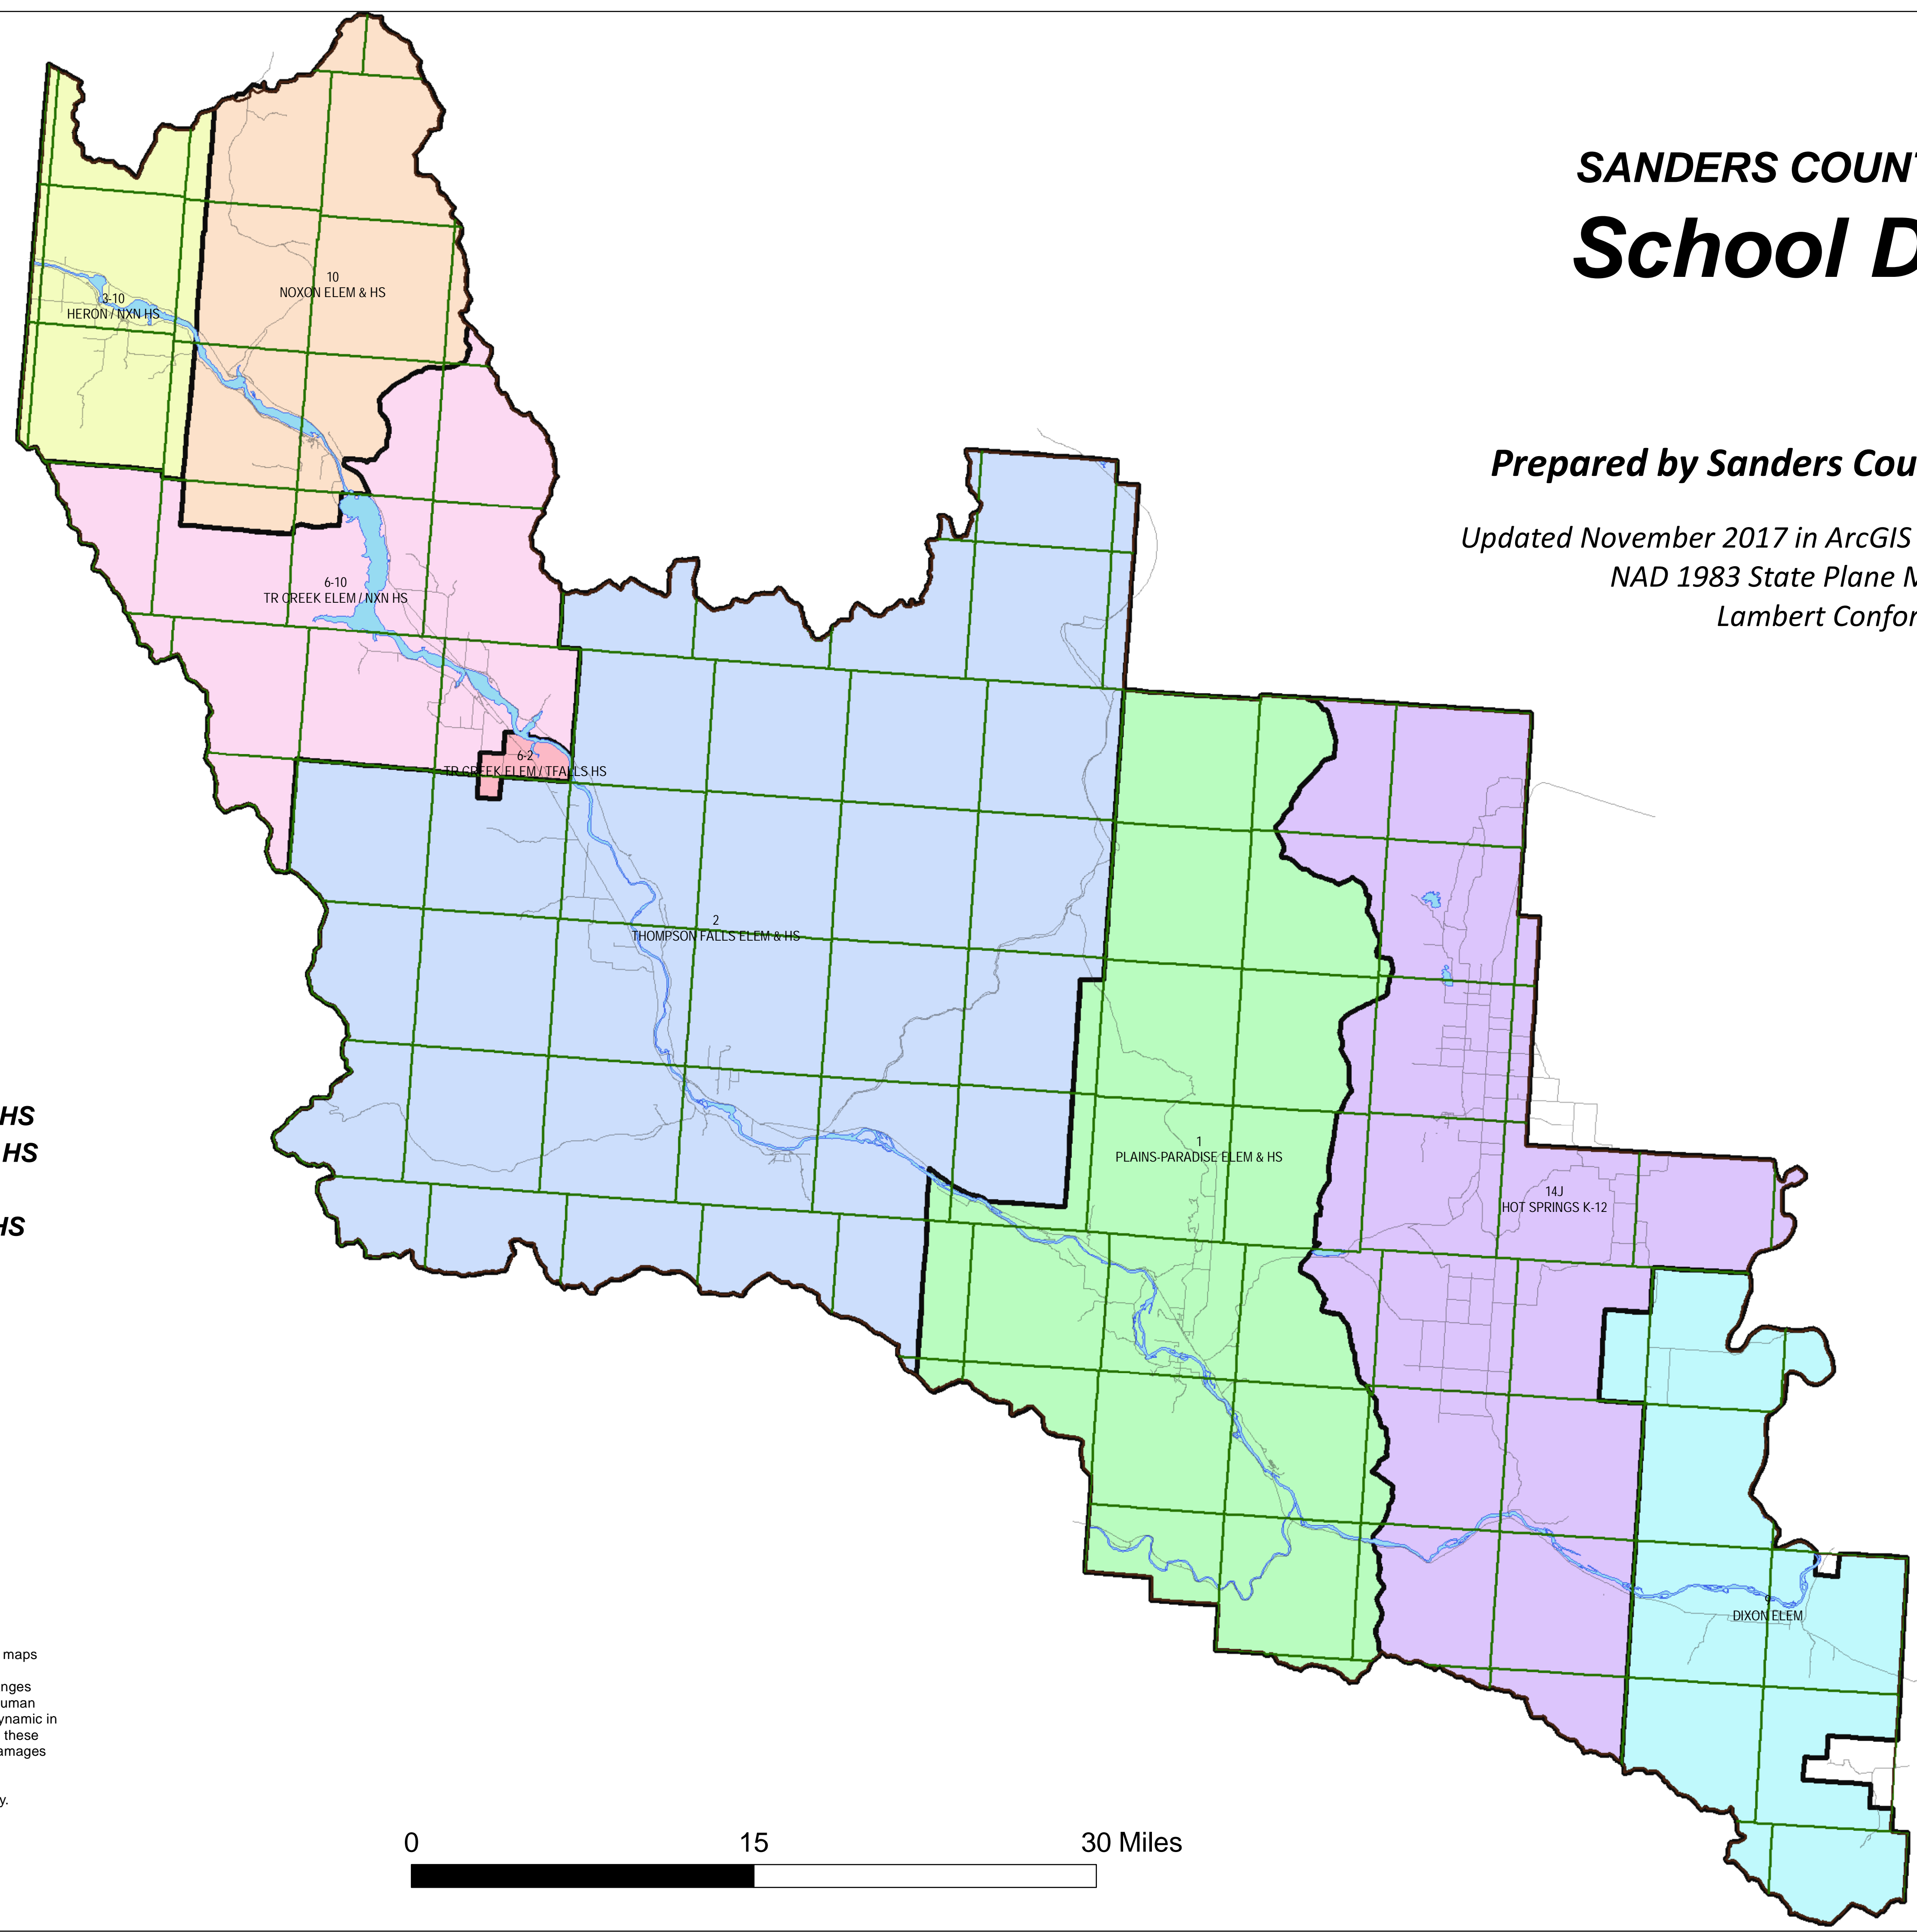 SANDERS COUN
School D
Prepared by Sanders Cou
Updated November 2017 in ArcGIS
NAD 1983 State Plane M
Lambert Confor
10
NOXON ELEM & HS
3-10
HERON / NXN HS
6-10
TR CREEK ELEM / NXN HS
6-2
TR CREEK ELEM / TFALLS HS
2
THOMPSON FALLS ELEM & HS
1
PLAINS-PARADISE ELEM & HS
14J
HOT SPRINGS K-12
9
DIXON ELEM
HS
HS
HS
maps
nges
uman
ynamic in
these
amages
y.
0 15 30 Miles